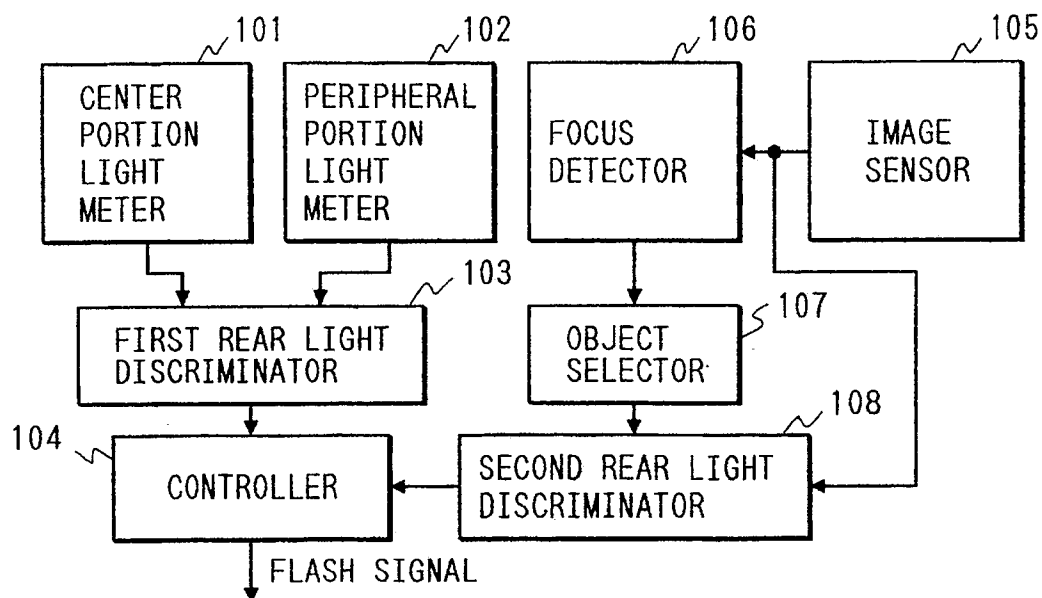 101
102
106
105
CENTER
PORTION
LIGHT
METER
PERIPHERAL
PORTION
LIGHT
METER
FOCUS
DETECTOR
IMAGE
SENSOR
103
FIRST REAR LIGHT
DISCRIMINATOR
107
OBJECT
SELECTOR
104
CONTROLLER
108
SECOND REAR LIGHT
DISCRIMINATOR
FLASH SIGNAL